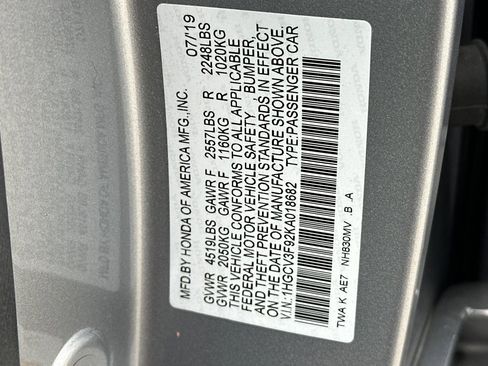 MFD.BY HONDA OF AMERICA MFG.,INC. 07/'19
GVWR 4519LBS GAWR F 2557LBS R 2248LBS
GVWR 2050KG GAWR F 1160KG R 1020KG
THIS VEHICLE CONFORMS TO ALL APPLICABLE
FEDERAL MOTOR VEHICLE SAFETY , BUMPER,
AND THEFT PREVENTION STANDARDS IN EFFECT
ON THE DATE OF MANUFACTURE SHOWN ABOVE.
V.I.N.:1HGCV3F92KA018682 TYPE:PASSENGER CAR
TWA K AE7 NH830MV .B .A